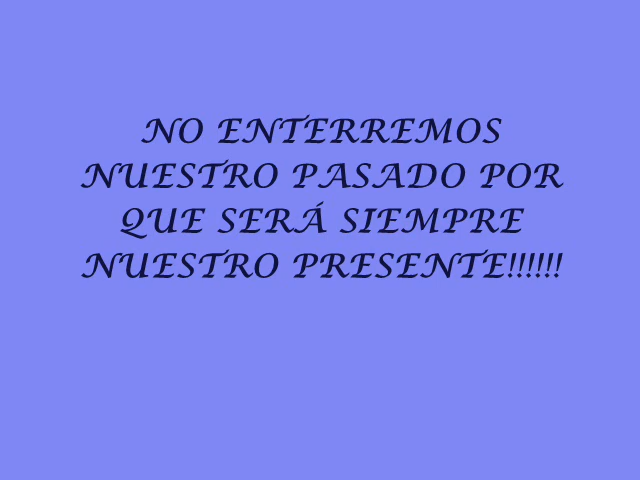 NO ENTERREMOS
NUESTRO PASADO POR
QUE SERÁ SIEMPRE
NUESTRO PRESENTE!!!!!!